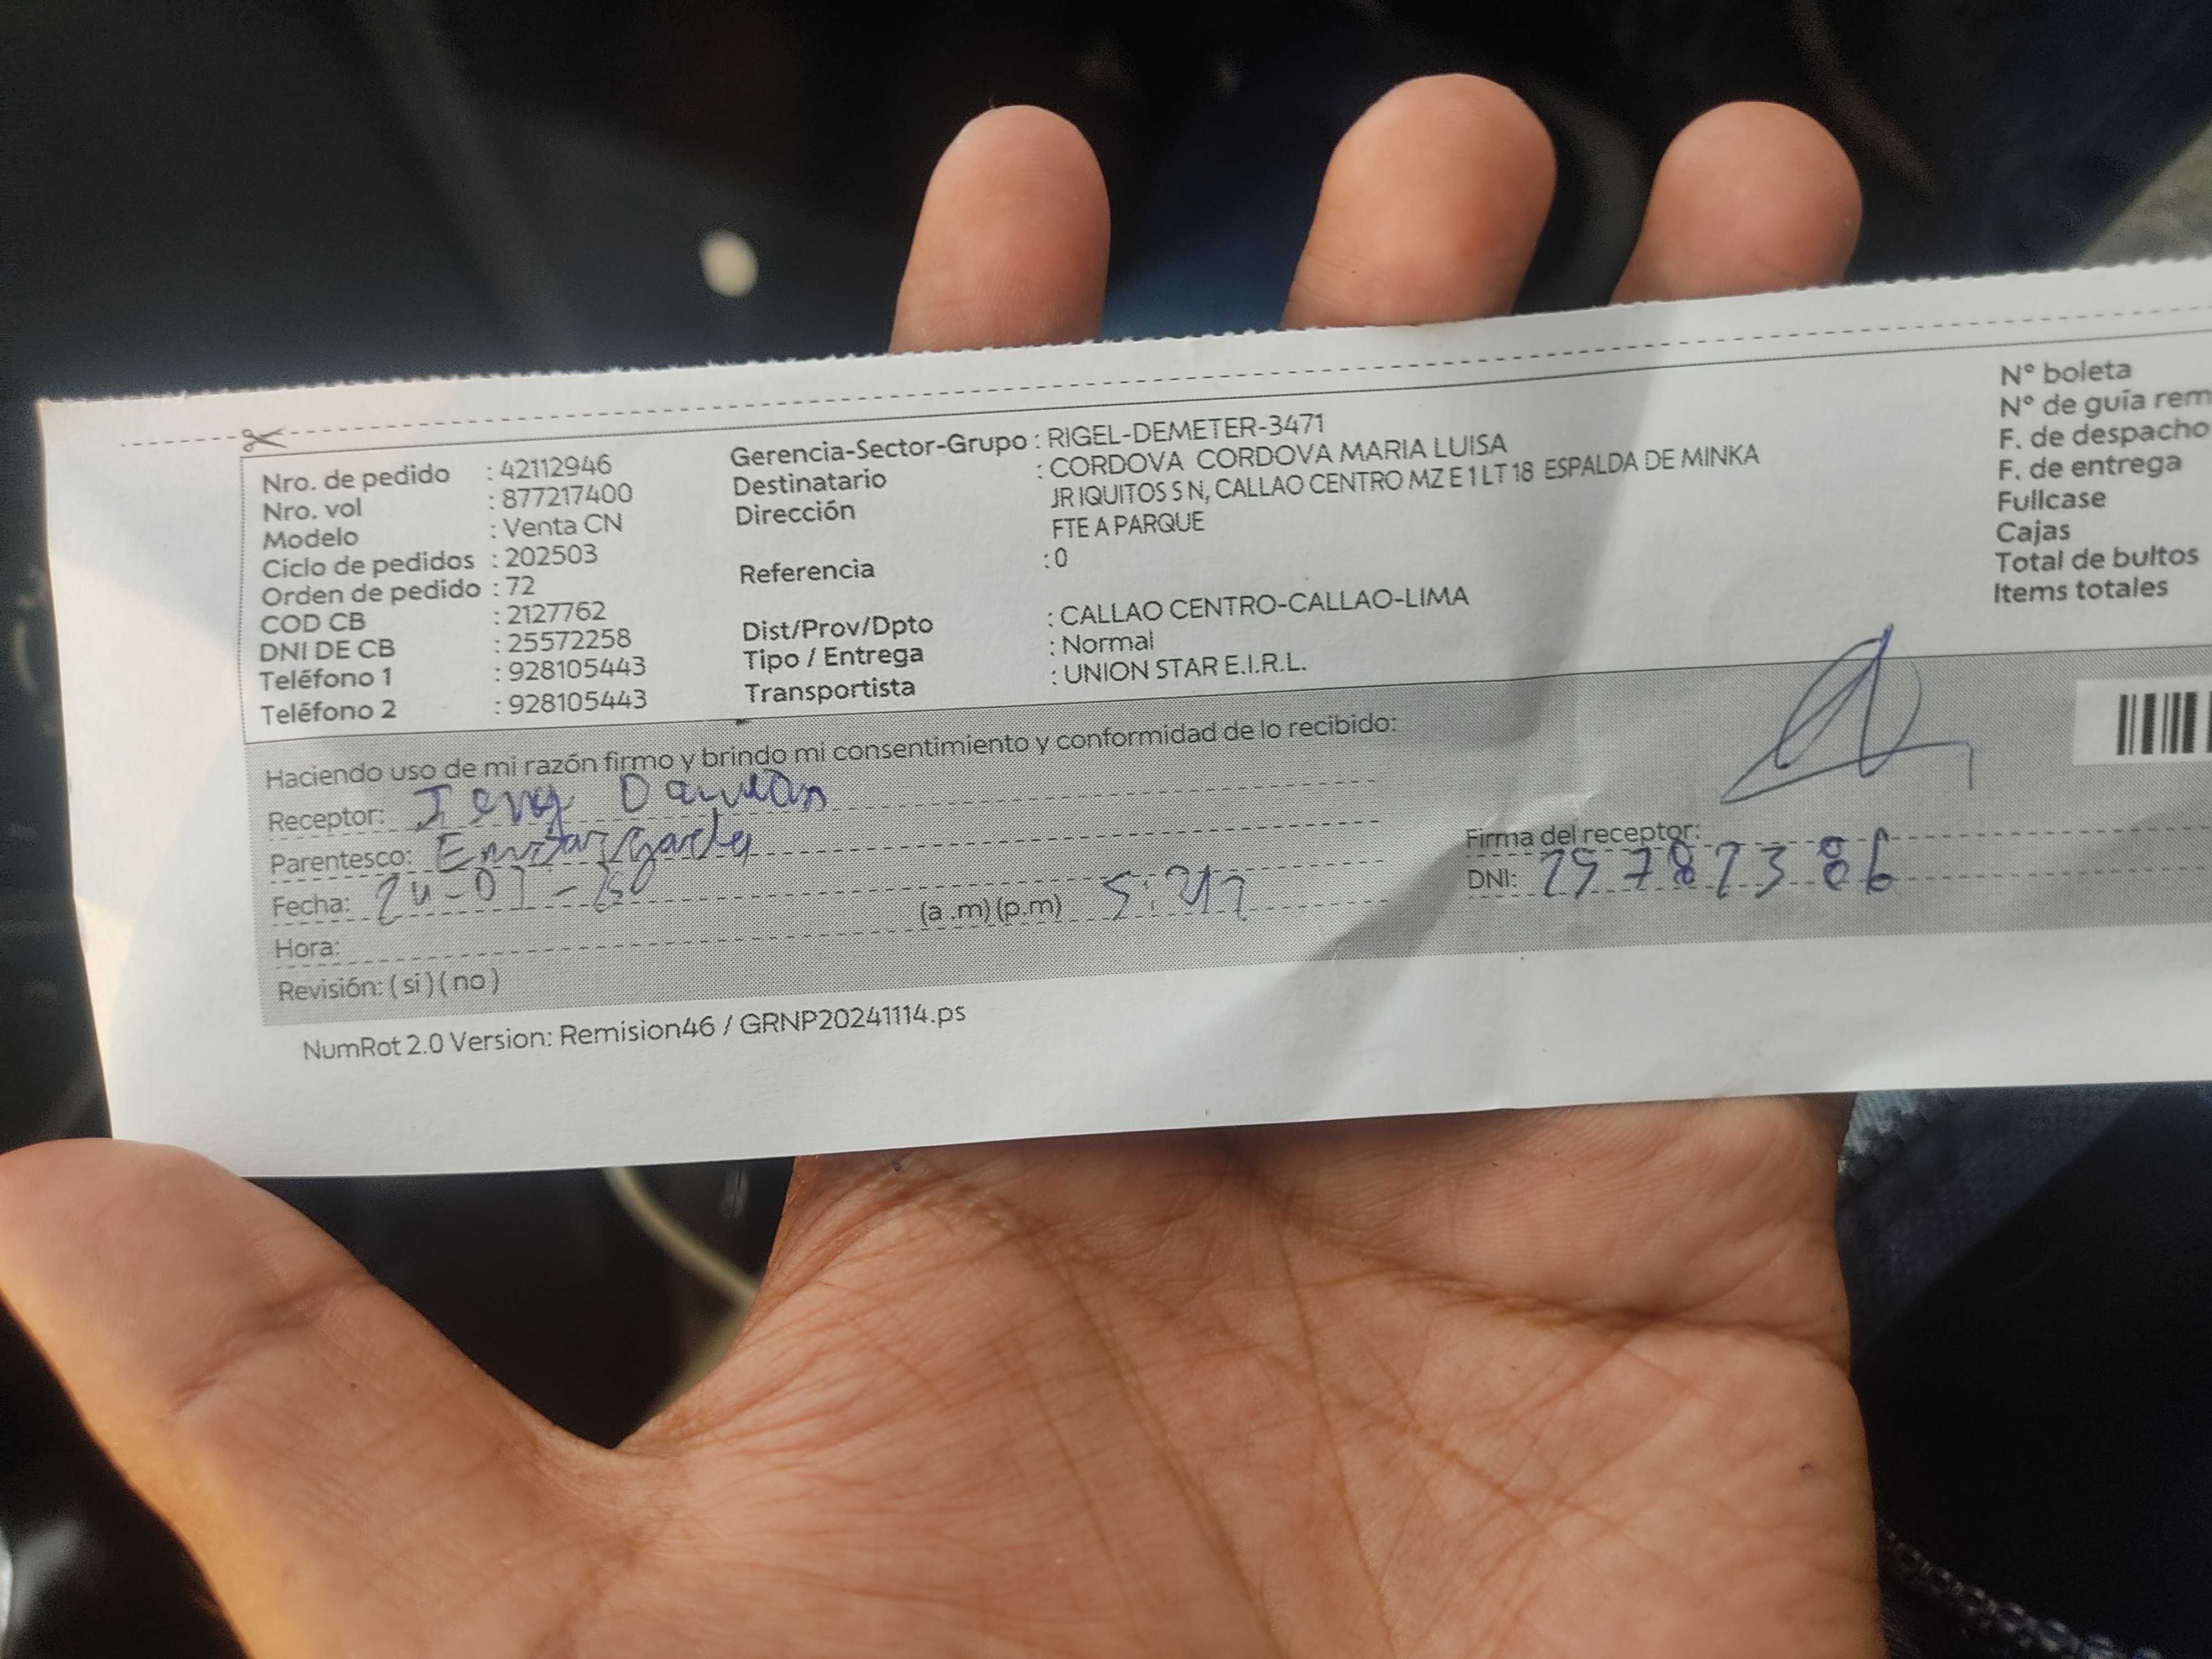 Nro. de pedido : 42112946
Nro. vol : 877217400
Modelo : Venta CN
Ciclo de pedidos : 202503
Orden de pedido : 72
COD CB : 2127762
DNI DE CB : 25572258
Teléfono 1 : 928105443
Teléfono 2 : 928105443
Gerencia-Sector-Grupo : RIGEL-DEMETER-3471
Destinatario : CORDOVA CORDOVA MARIA LUISA
Dirección JR IQUITOS S N, CALLAO CENTRO MZ E 1 LT 18 ESPALDA DE MINKA
FTE A PARQUE
Referencia : 0
Dist/Prov/Dpto : CALLAO CENTRO-CALLAO-LIMA
Tipo / Entrega : Normal
Transportista : UNION STAR E.I.R.L.
N° boleta
N° de guía rem
F. de despacho
F. de entrega
Fullcase
Cajas
Total de bultos
Items totales
Haciendo uso de mi razón firmo y brindo mi consentimiento y conformidad de lo recibido:
Receptor:
Parentesco:
Fecha:
Hora: (a .m) (p.m)
Revisión: ( si ) ( no )
Firma del receptor:
DNI:
NumRot 2.0 Version: Remision46 / GRNP20241114.ps